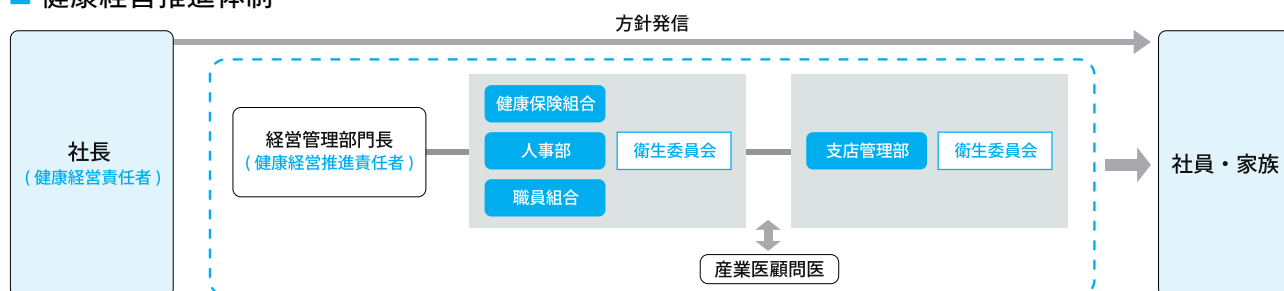 ■ 健康経営推進体制
方針発信
社長
( 健康経営責任者 )
経営管理部門長
( 健康経営推進責任者 )
健康保険組合
人事部
職員組合
衛生委員会
支店管理部
衛生委員会
産業医顧問医
社員・家族